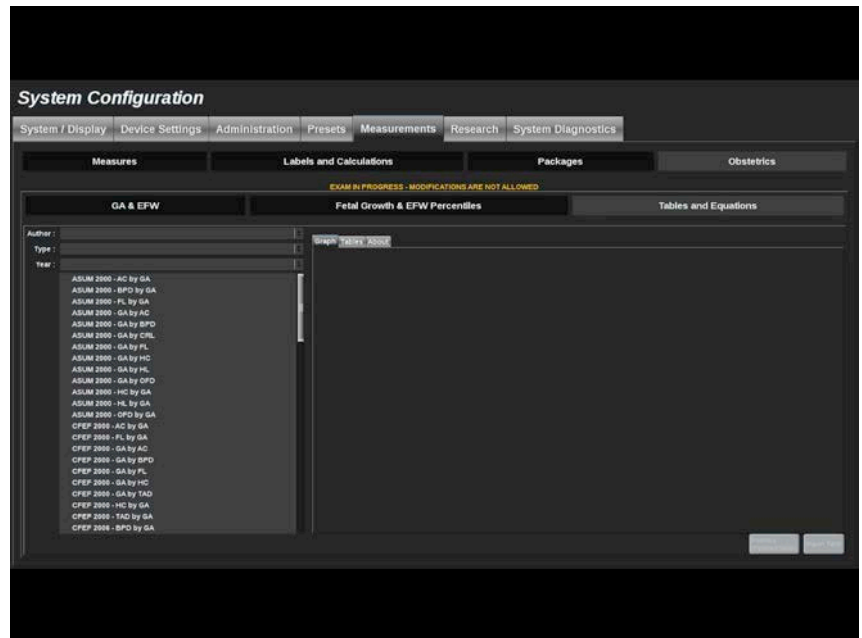 System Configuration
System / Display Device Settings Administration Presets Measurements Research System Diagnostics
Measures Labels and Calculations Packages Obstetrics
EXAM IN PROGRESS - MODIFICATIONS ARE NOT ALLOWED
GA & EFW Fetal Growth & EFW Percentiles Tables and Equations
Author :
Type :
Year :
Graph Tables About
ASUM 2000 - AC by GA
ASUM 2000 - BPD by GA
ASUM 2000 - FL by GA
ASUM 2000 - GA by AC
ASUM 2000 - GA by BPD
ASUM 2000 - GA by CRL
ASUM 2000 - GA by FL
ASUM 2000 - GA by HC
ASUM 2000 - GA by HL
ASUM 2000 - GA by OFD
ASUM 2000 - HC by GA
ASUM 2000 - HL by GA
ASUM 2000 - OFD by GA
CFEF 2000 - AC by GA
CFEF 2000 - FL by GA
CFEF 2000 - GA by AC
CFEF 2000 - GA by BPD
CFEF 2000 - GA by FL
CFEF 2000 - GA by HC
CFEF 2000 - GA by TAD
CFEF 2000 - HC by GA
CFEF 2000 - TAD by GA
CFEF 2006 - BPD by GA